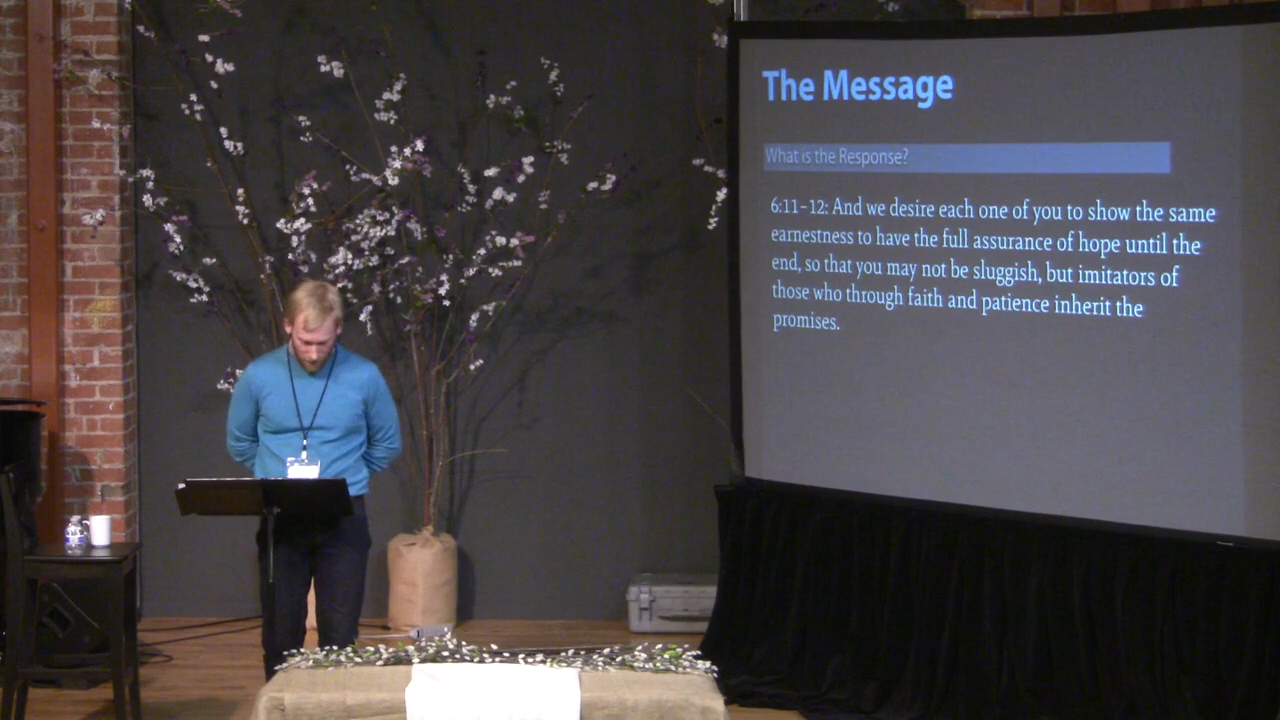 The Message
What is the Response?
6:11–12: And we desire each one of you to show the same
earnestness to have the full assurance of hope until the
end, so that you may not be sluggish, but imitators of
those who through faith and patience inherit the
promises.